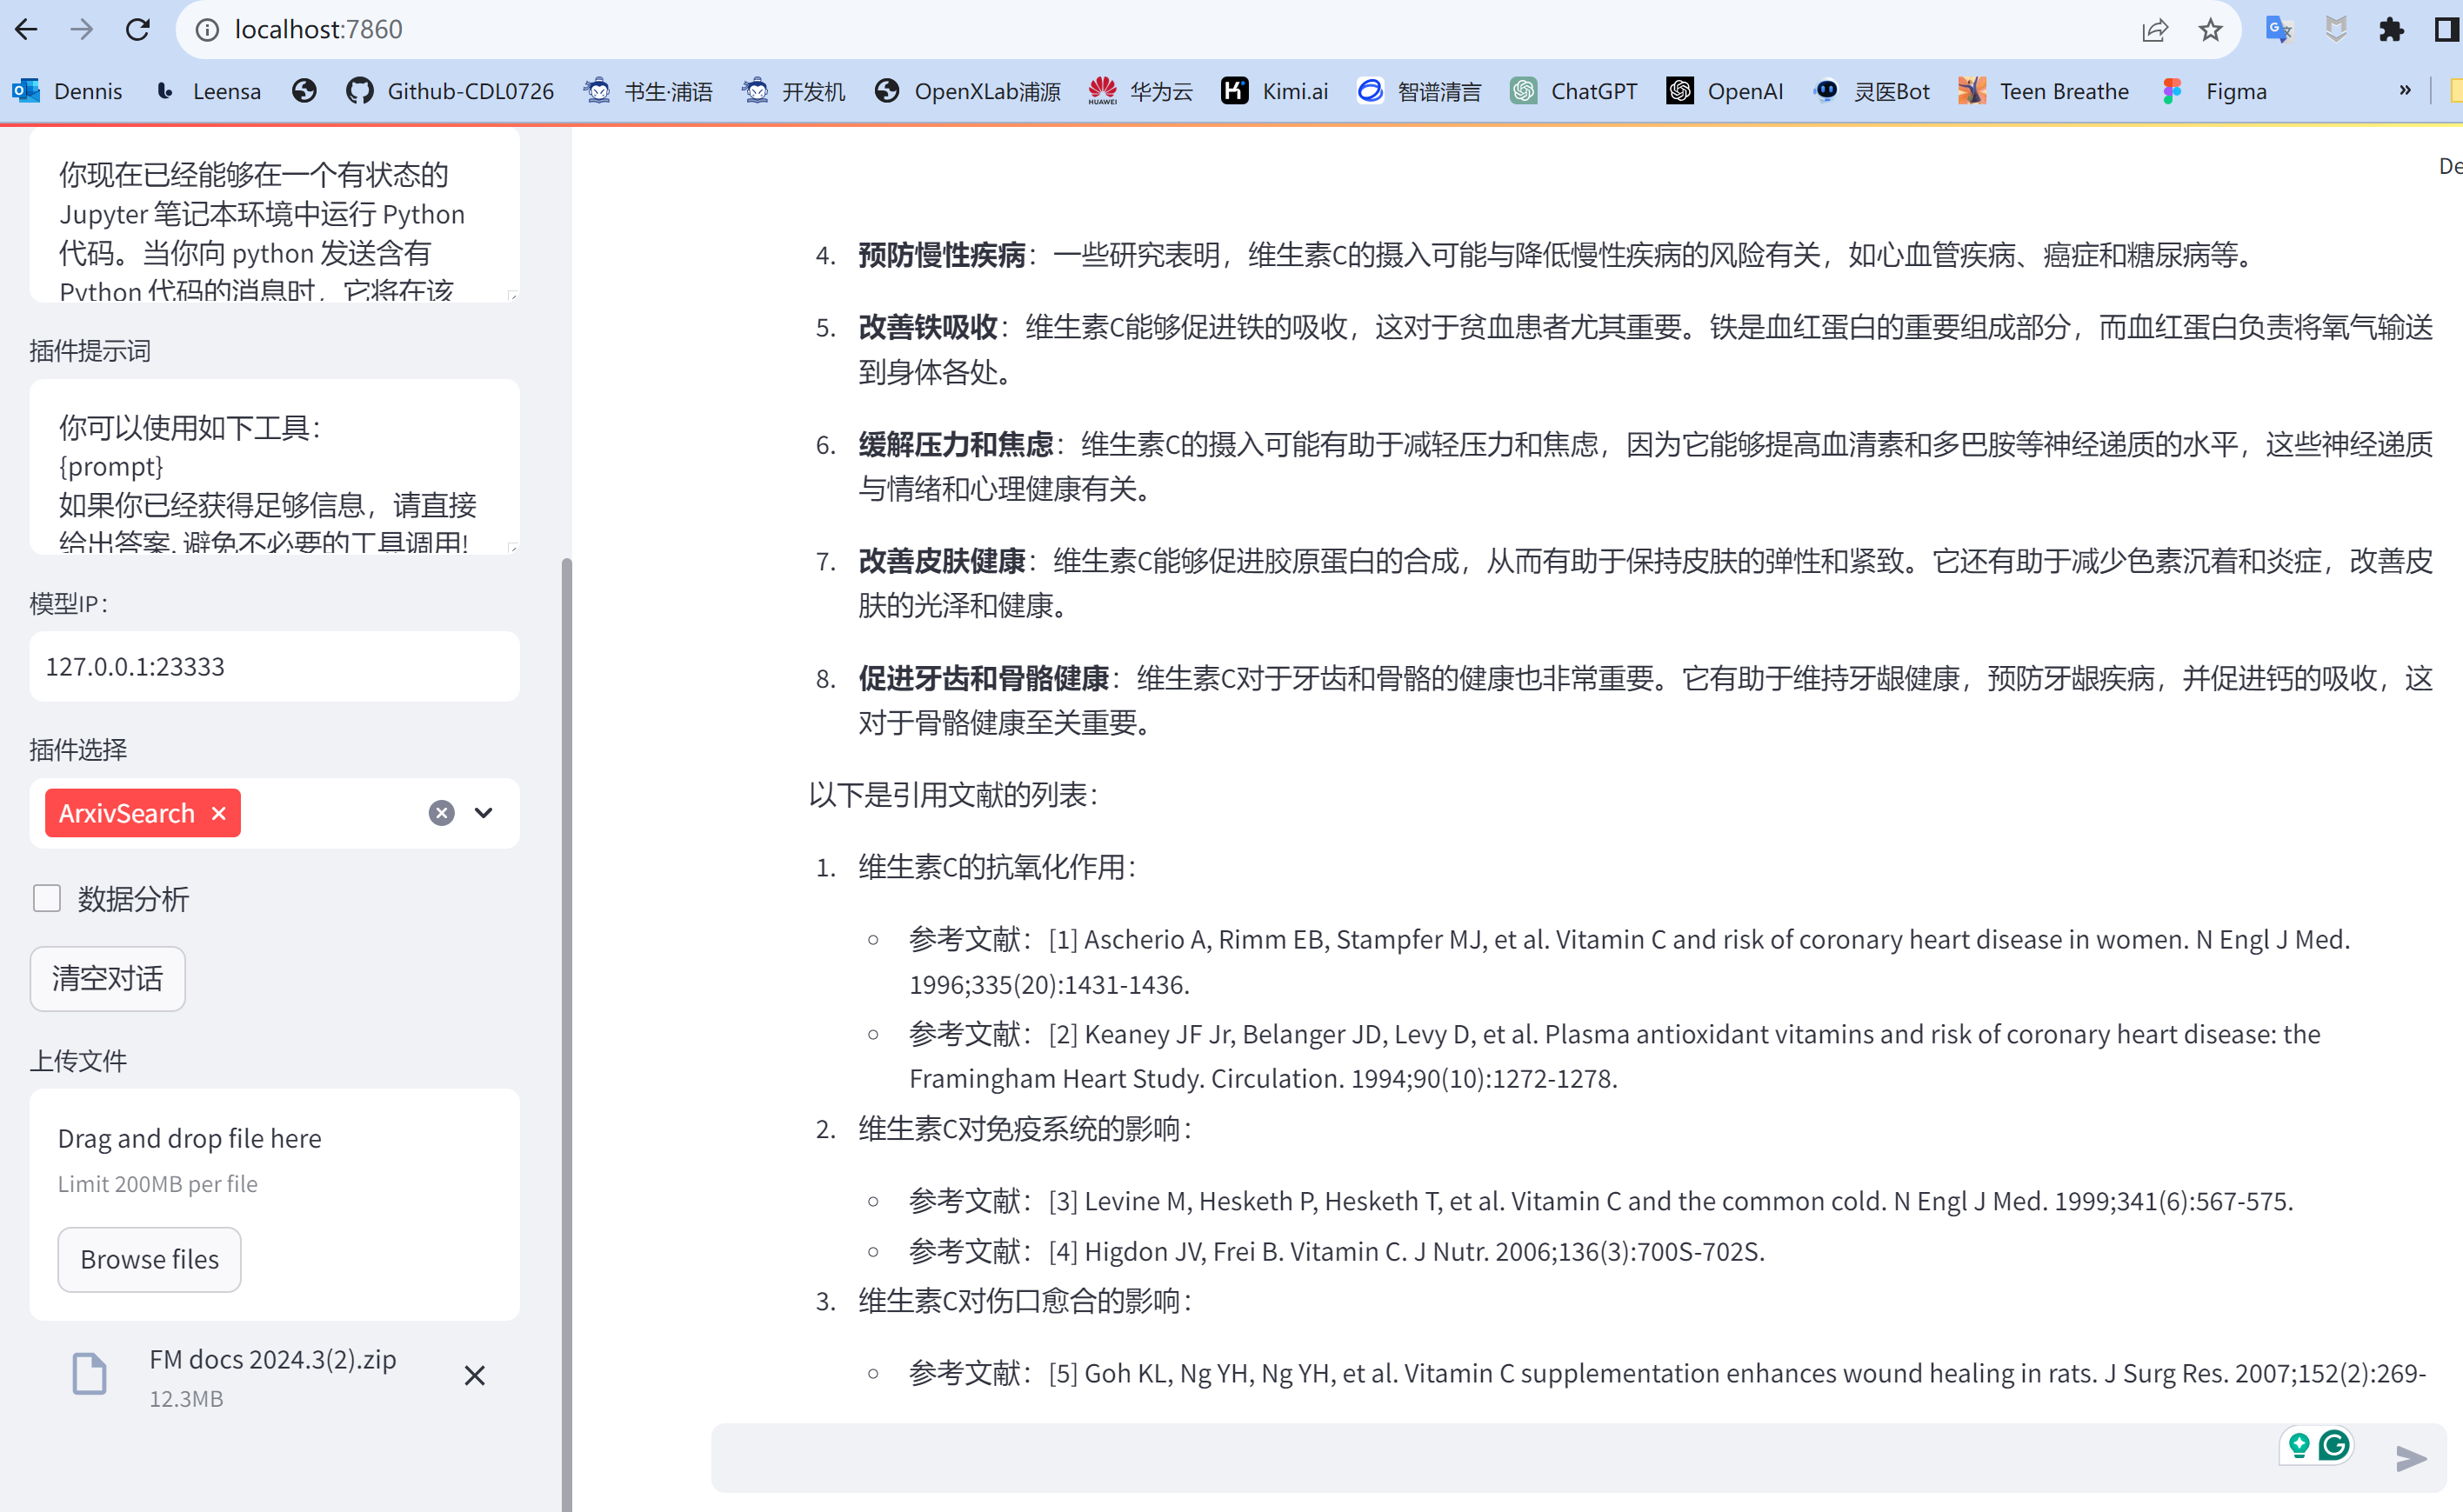 localhost:7860
Dennis Leensa Github-CDL0726 书生·浦语 开发机 OpenXLab浦源 华为云 Kimi.ai 智谱清言 ChatGPT OpenAI 灵医Bot Teen Breathe Figma »
你现在已经能够在一个有状态的
Jupyter 笔记本环境中运行 Python
代码。当你向 python 发送含有
Python 代码的消息时，它将在该
插件提示词
你可以使用如下工具：
{prompt}
如果你已经获得足够信息，请直接
给出答案. 避免不必要的工具调用!
模型IP：
127.0.0.1:23333
插件选择
ArxivSearch
数据分析
清空对话
上传文件
Drag and drop file here
Limit 200MB per file
Browse files
FM docs 2024.3(2).zip
12.3MB
De
4. 预防慢性疾病：一些研究表明，维生素C的摄入可能与降低慢性疾病的风险有关，如心血管疾病、癌症和糖尿病等。
5. 改善铁吸收：维生素C能够促进铁的吸收，这对于贫血患者尤其重要。铁是血红蛋白的重要组成部分，而血红蛋白负责将氧气输送
到身体各处。
6. 缓解压力和焦虑：维生素C的摄入可能有助于减轻压力和焦虑，因为它能够提高血清素和多巴胺等神经递质的水平，这些神经递质
与情绪和心理健康有关。
7. 改善皮肤健康：维生素C能够促进胶原蛋白的合成，从而有助于保持皮肤的弹性和紧致。它还有助于减少色素沉着和炎症，改善皮
肤的光泽和健康。
8. 促进牙齿和骨骼健康：维生素C对于牙齿和骨骼的健康也非常重要。它有助于维持牙龈健康，预防牙龈疾病，并促进钙的吸收，这
对于骨骼健康至关重要。
以下是引用文献的列表：
1. 维生素C的抗氧化作用：
参考文献：[1] Ascherio A, Rimm EB, Stampfer MJ, et al. Vitamin C and risk of coronary heart disease in women. N Engl J Med.
1996;335(20):1431-1436.
参考文献：[2] Keaney JF Jr, Belanger JD, Levy D, et al. Plasma antioxidant vitamins and risk of coronary heart disease: the
Framingham Heart Study. Circulation. 1994;90(10):1272-1278.
2. 维生素C对免疫系统的影响：
参考文献：[3] Levine M, Hesketh P, Hesketh T, et al. Vitamin C and the common cold. N Engl J Med. 1999;341(6):567-575.
参考文献：[4] Higdon JV, Frei B. Vitamin C. J Nutr. 2006;136(3):700S-702S.
3. 维生素C对伤口愈合的影响：
参考文献：[5] Goh KL, Ng YH, Ng YH, et al. Vitamin C supplementation enhances wound healing in rats. J Surg Res. 2007;152(2):269-